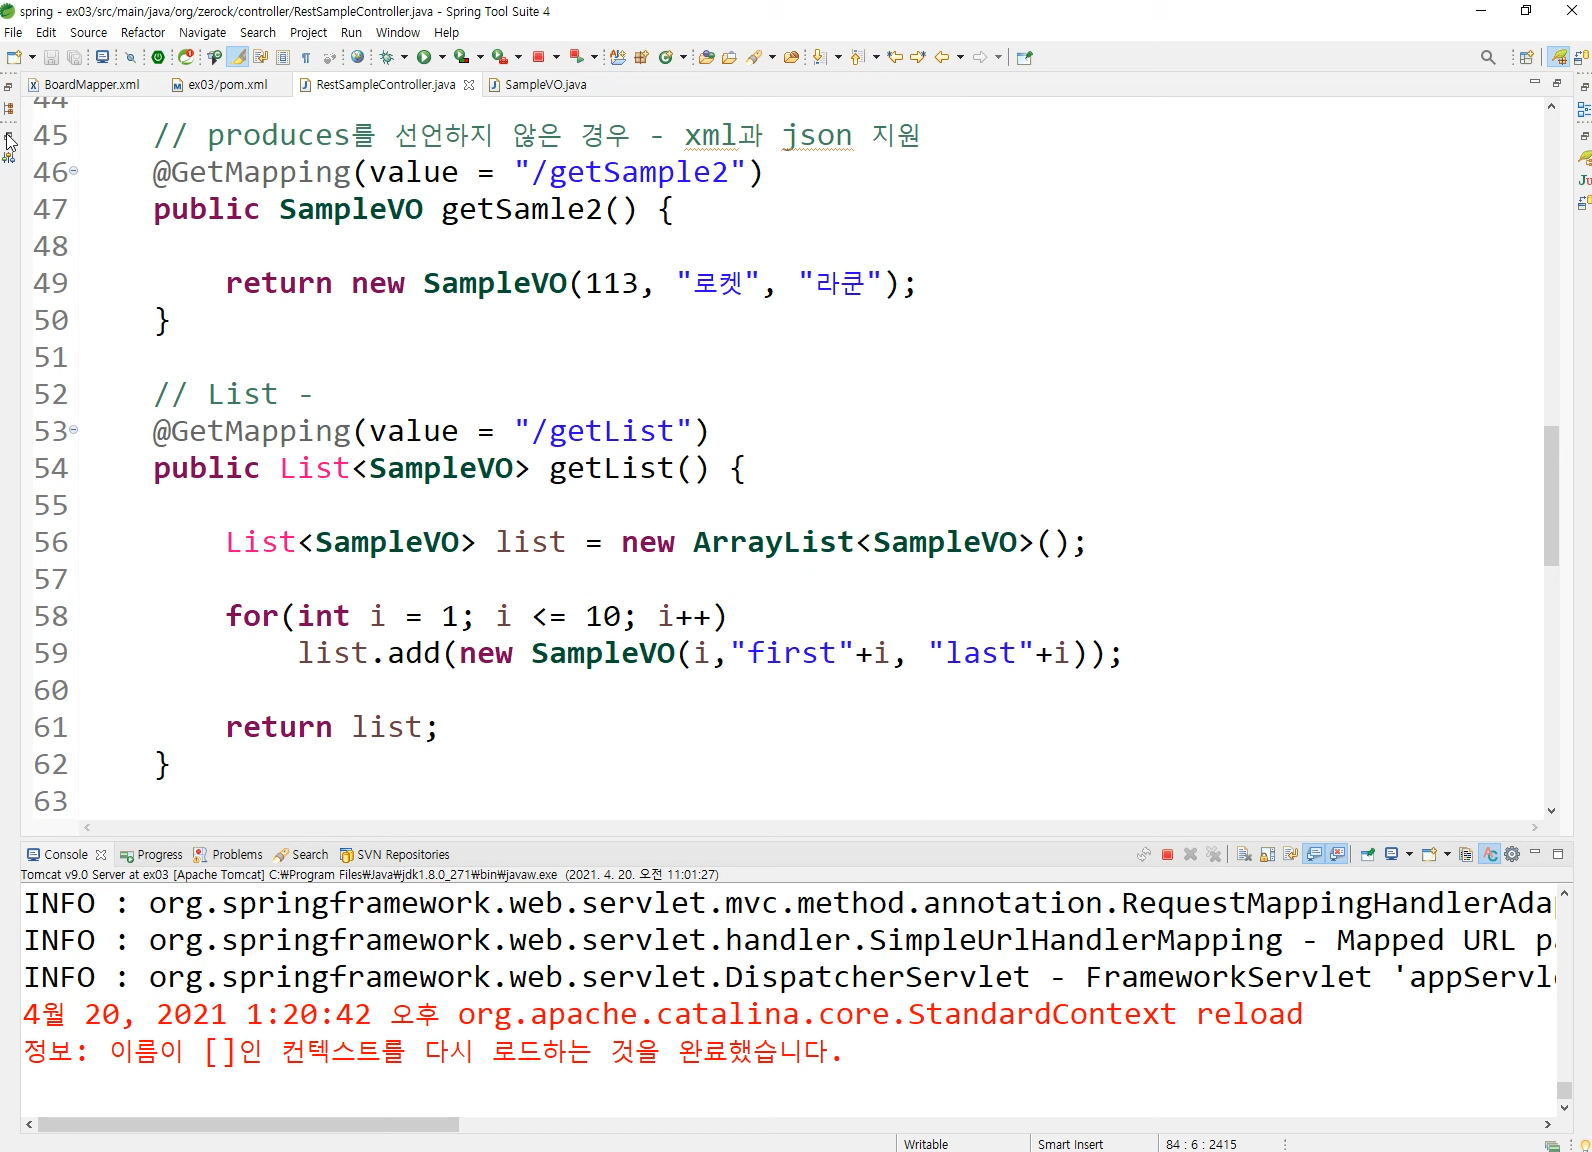 spring - ex03/src/main/java/org/zerock/controller/RestSampleController.java - Spring Tool Suite 4
File Edit Source Refactor Navigate Search Project Run Window Help
BoardMapper.xml ex03/pom.xml RestSampleController.java SampleVO.java
44
45 // produces를 선언하지 않은 경우 - xml과 json 지원
46 @GetMapping(value = "/getSample2")
47 public SampleVO getSamle2() {
48
49 return new SampleVO(113, "로켓", "라쿤");
50 }
51
52 // List -
53 @GetMapping(value = "/getList")
54 public List<SampleVO> getList() {
55
56 List<SampleVO> list = new ArrayList<SampleVO>();
57
58 for(int i = 1; i <= 10; i++)
59 list.add(new SampleVO(i,"first"+i, "last"+i));
60
61 return list;
62 }
63
Console Progress Problems Search SVN Repositories
Tomcat v9.0 Server at ex03 [Apache Tomcat] C:₩Program Files₩Java₩jdk1.8.0_271₩bin₩javaw.exe (2021. 4. 20. 오전 11:01:27)
INFO : org.springframework.web.servlet.mvc.method.annotation.RequestMappingHandlerAda
INFO : org.springframework.web.servlet.handler.SimpleUrlHandlerMapping - Mapped URL p
INFO : org.springframework.web.servlet.DispatcherServlet - FrameworkServlet 'appServl
4월 20, 2021 1:20:42 오후 org.apache.catalina.core.StandardContext reload
정보: 이름이 []인 컨텍스트를 다시 로드하는 것을 완료했습니다.
Writable Smart Insert 84 : 6 : 2415